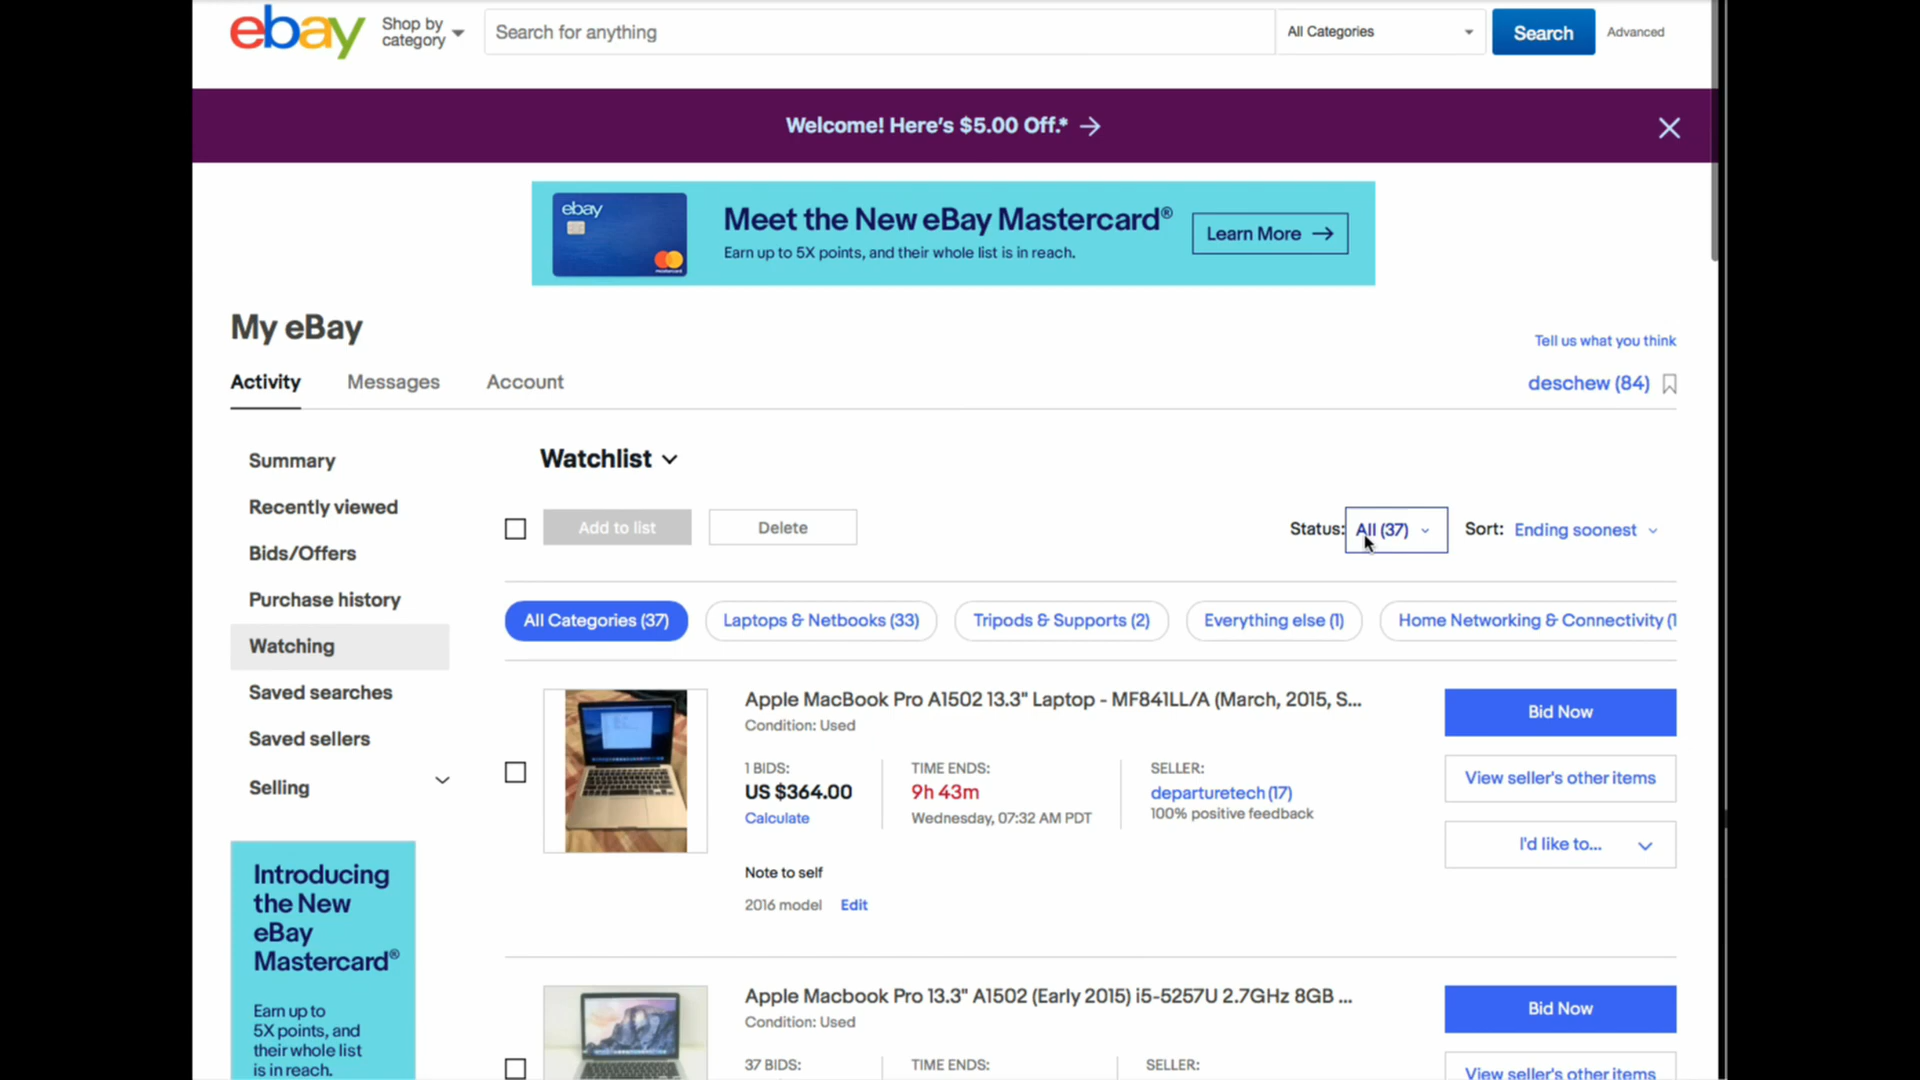 ebay
Shop by
category
Search for anything
All Categories
Search
Advanced
Welcome! Here's $5.00 Off.*
ebay
Meet the New eBay Mastercard®
Earn up to 5X points, and their whole list is in reach.
Learn More
My eBay
Tell us what you think
Activity
Messages
Account
deschew (84)
Summary
Recently viewed
Bids/Offers
Purchase history
Watching
Saved searches
Saved sellers
Selling
Watchlist
Add to list
Delete
Status: All (37)
Sort: Ending soonest
All Categories (37)
Laptops & Netbooks (33)
Tripods & Supports (2)
Everything else (1)
Home Networking & Connectivity (1
Apple MacBook Pro A1502 13.3" Laptop - MF841LL/A (March, 2015, S...
Condition: Used
1 BIDS:
US $364.00
Calculate
TIME ENDS:
9h 43m
Wednesday, 07:32 AM PDT
SELLER:
departuretech (17)
100% positive feedback
Note to self
2016 model Edit
Bid Now
View seller's other items
I'd like to...
Introducing
the New
eBay
Mastercard®
Earn up to
5X points, and
their whole list
is in reach.
Apple Macbook Pro 13.3" A1502 (Early 2015) i5-5257U 2.7GHz 8GB ...
Condition: Used
37 BIDS:
TIME ENDS:
SELLER:
Bid Now
View seller's other items